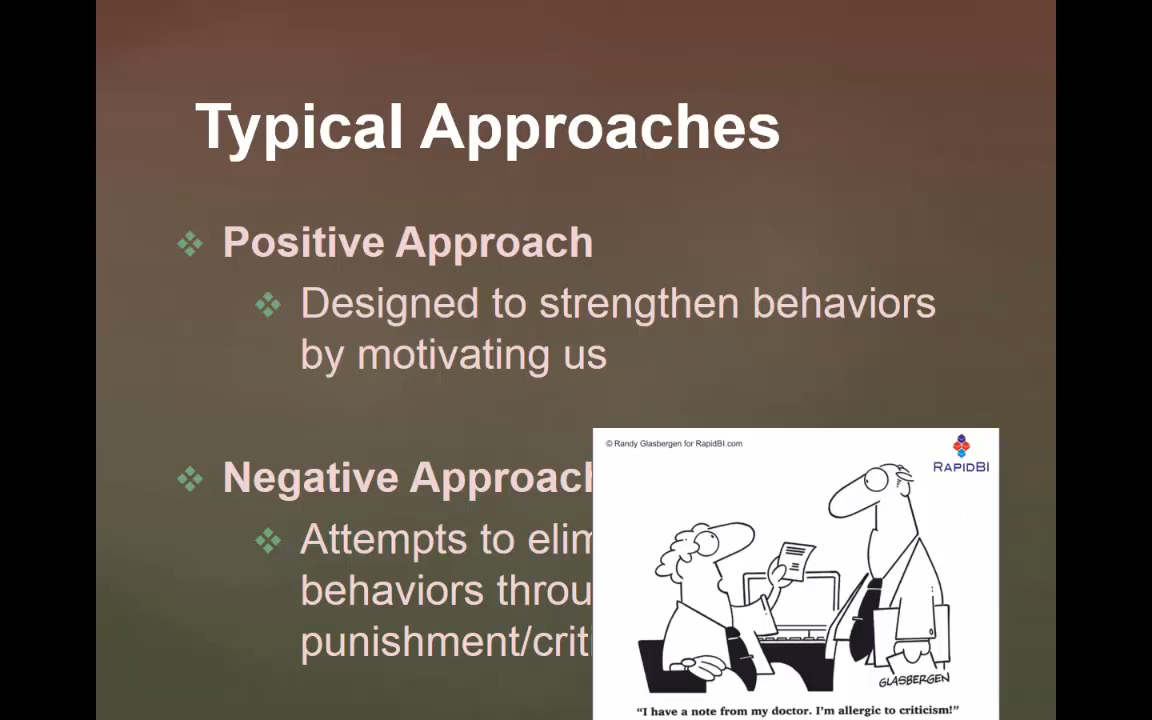 Typical Approaches
Positive Approach
Designed to strengthen behaviors
by motivating us
Negative Approach
Attempts to elim
behaviors throu
punishment/criti
© Randy Glasbergen for RapidBI.com
RAPIDBI
GLASBERGEN
“I have a note from my doctor. I’m allergic to criticism!”